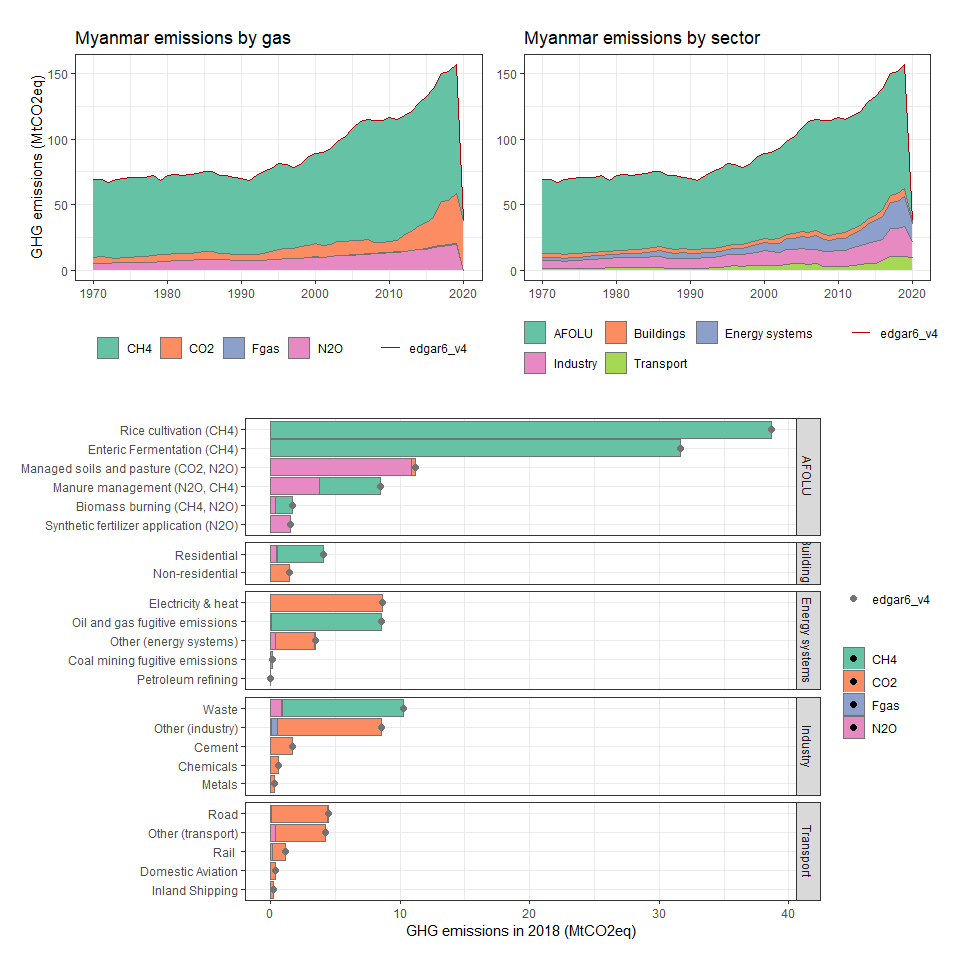 Myanmar emissions by gas
Myanmar emissions by sector
GHG emissions (MtCO2eq)
150
100
50
0
1970
1980
1990
2000
2010
2020
150
100
50
0
1970
1980
1990
2000
2010
2020
CH4 CO2 Fgas N2O edgar6_v4
AFOLU Buildings Energy systems edgar6_v4
Industry Transport
Rice cultivation (CH4)
Enteric Fermentation (CH4)
Managed soils and pasture (CO2, N2O)
Manure management (N2O, CH4)
Biomass burning (CH4, N2O)
Synthetic fertilizer application (N2O)
AFOLU
Residential
Non-residential
Building
Electricity & heat
Oil and gas fugitive emissions
Other (energy systems)
Coal mining fugitive emissions
Petroleum refining
Energy systems
Waste
Other (industry)
Cement
Chemicals
Metals
Industry
Road
Other (transport)
Rail
Domestic Aviation
Inland Shipping
Transport
0
10
20
30
40
GHG emissions in 2018 (MtCO2eq)
edgar6_v4
CH4
CO2
Fgas
N2O